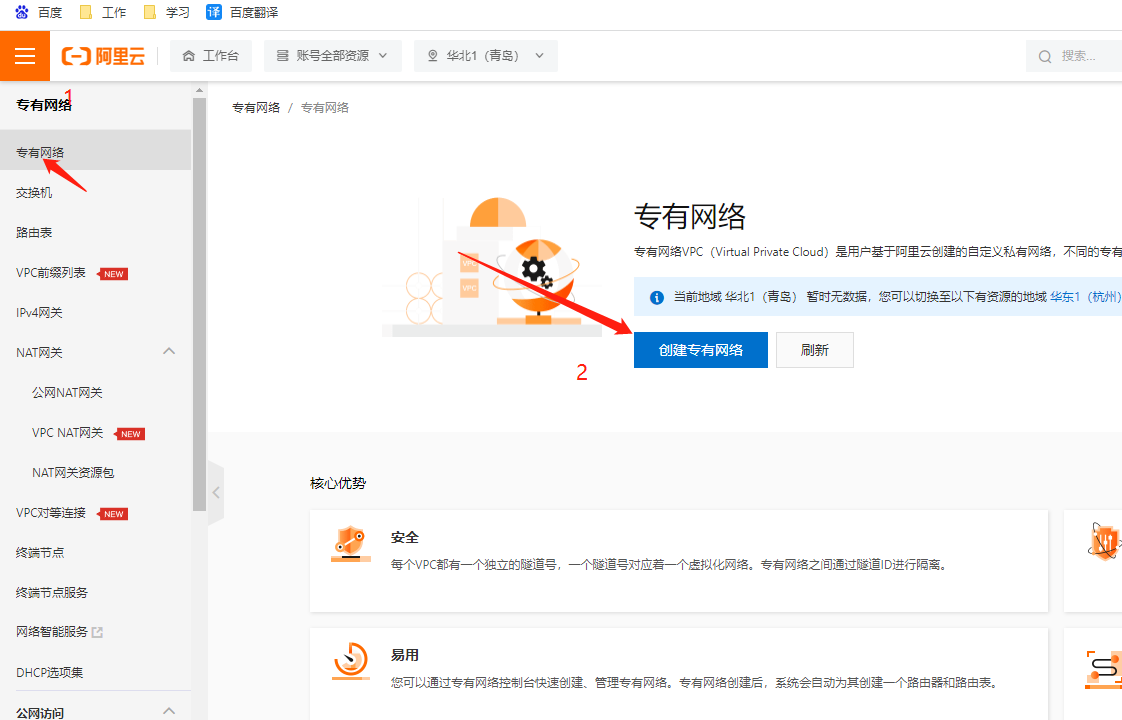 百度 工作 学习 译 百度翻译
阿里云 工作台 账号全部资源 华北1（青岛） 搜索...
专有网络 1
专有网络
交换机
路由表
VPC前缀列表 NEW
IPv4网关
NAT网关
公网NAT网关
VPC NAT网关 NEW
NAT网关资源包
VPC对等连接 NEW
终端节点
终端节点服务
网络智能服务
DHCP选项集
公网访问
专有网络 / 专有网络
VPC
VPC
专有网络
专有网络VPC（Virtual Private Cloud）是用户基于阿里云创建的自定义私有网络，不同的专有
当前地域 华北1（青岛） 暂时无数据，您可以切换至以下有资源的地域 华东1（杭州）
创建专有网络 刷新
2
核心优势
安全
每个VPC都有一个独立的隧道号，一个隧道号对应着一个虚拟化网络。专有网络之间通过隧道ID进行隔离。
易用
您可以通过专有网络控制台快速创建、管理专有网络。专有网络创建后，系统会自动为其创建一个路由器和路由表。